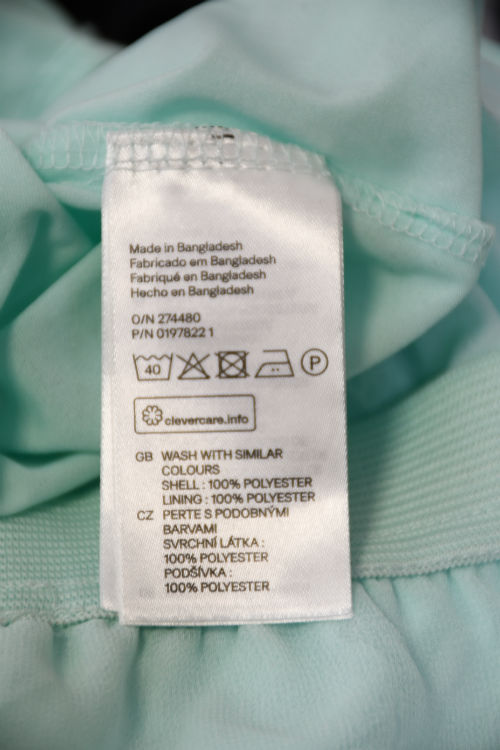 Made in Bangladesh
Fabricado em Bangladesh
Fabriqué en Bangladesh
Hecho en Bangladesh
O/N 274480
P/N 0197822 1
40
P
clevercare.info
GB WASH WITH SIMILAR
COLOURS
SHELL : 100% POLYESTER
LINING : 100% POLYESTER
CZ PERTE S PODOBNÝMI
BARVAMI
SVRCHNÍ LÁTKA :
100% POLYESTER
PODŠÍVKA :
100% POLYESTER